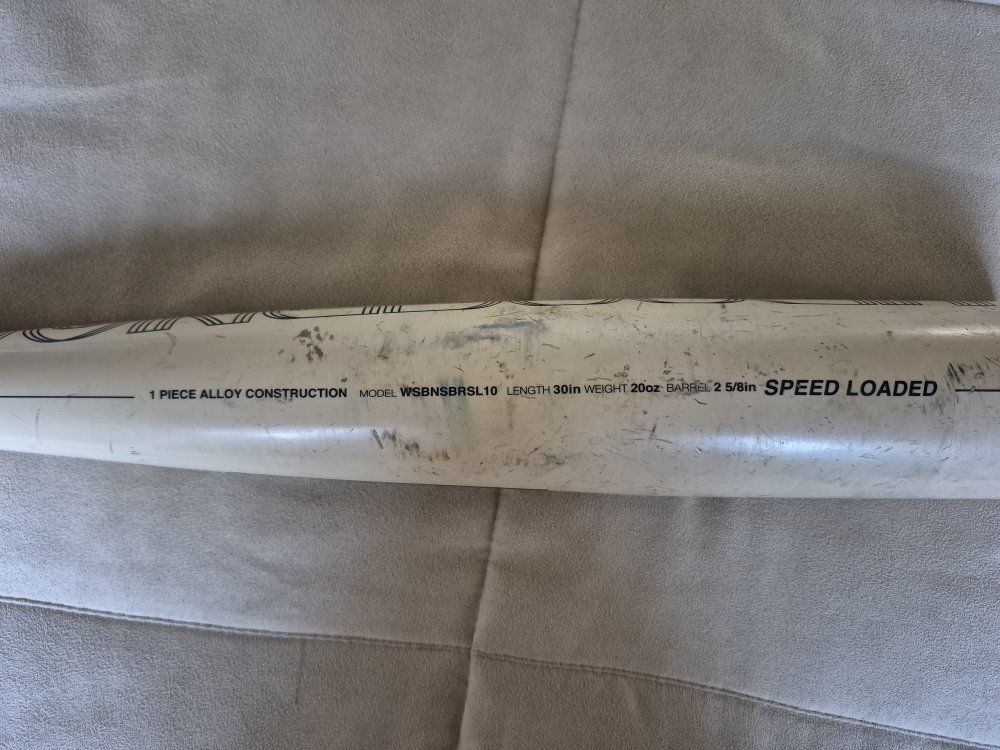 1 PIECE ALLOY CONSTRUCTION MODEL WSBNSBRSL10 LENGTH 30in WEIGHT 20oz BARREL 2 5/8in SPEED LOADED